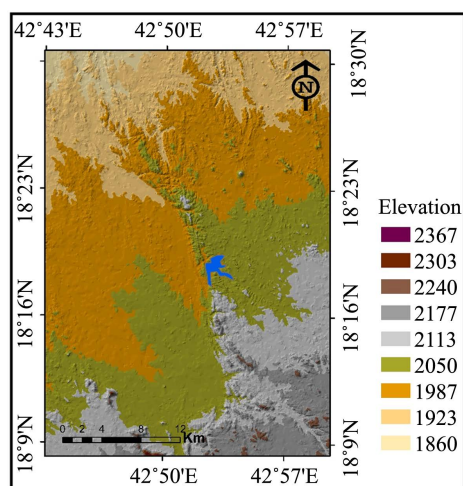 42°43'E 42°50'E 42°57'E
18°30'N
N
18°23'N 18°23'N
Elevation
2367
2303
2240
2177
18°16'N 18°16'N
2113
2050
1987
1923
1860
18°9'N 18°9'N
0 2 4 8 12
Km
42°50'E 42°57'E